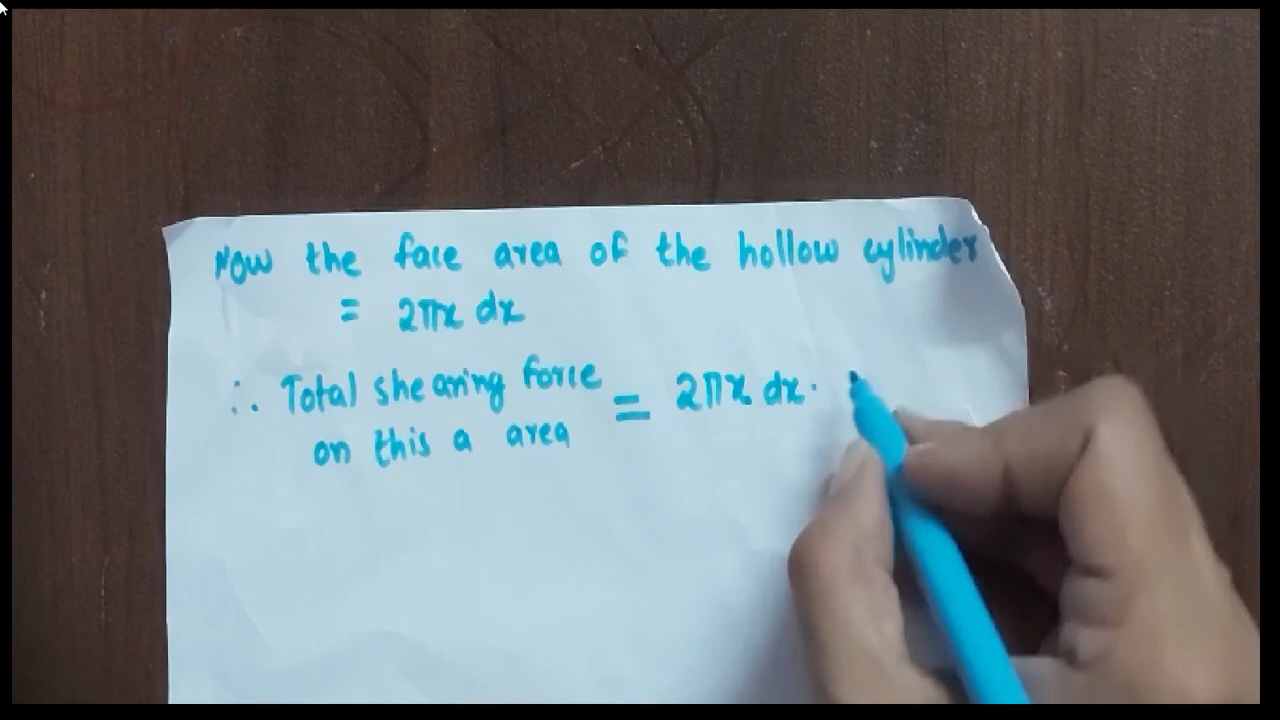 Now the face area of the hollow cylinder
= 2πx dx
∴ Total shearing force
on this a area
= 2πx dx.